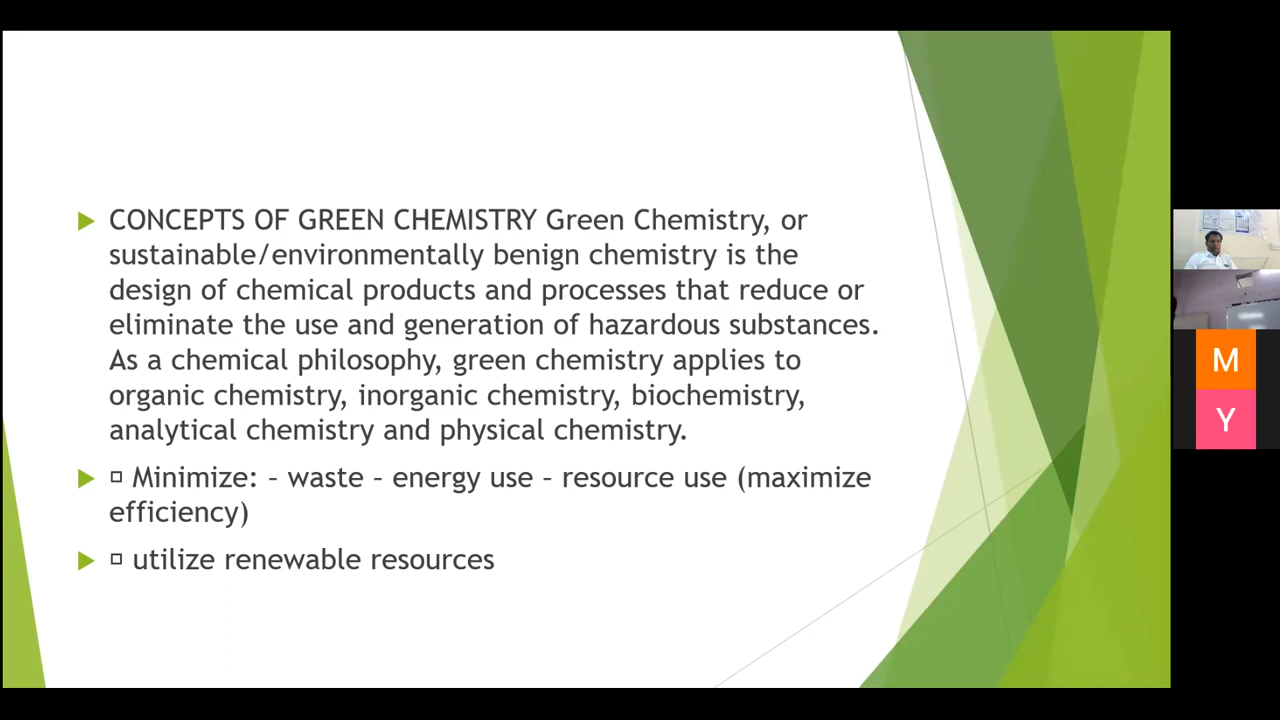 CONCEPTS OF GREEN CHEMISTRY Green Chemistry, or
sustainable/environmentally benign chemistry is the
design of chemical products and processes that reduce or
eliminate the use and generation of hazardous substances.
As a chemical philosophy, green chemistry applies to
organic chemistry, inorganic chemistry, biochemistry,
analytical chemistry and physical chemistry.
Minimize: – waste – energy use – resource use (maximize
efficiency)
utilize renewable resources
M
Y